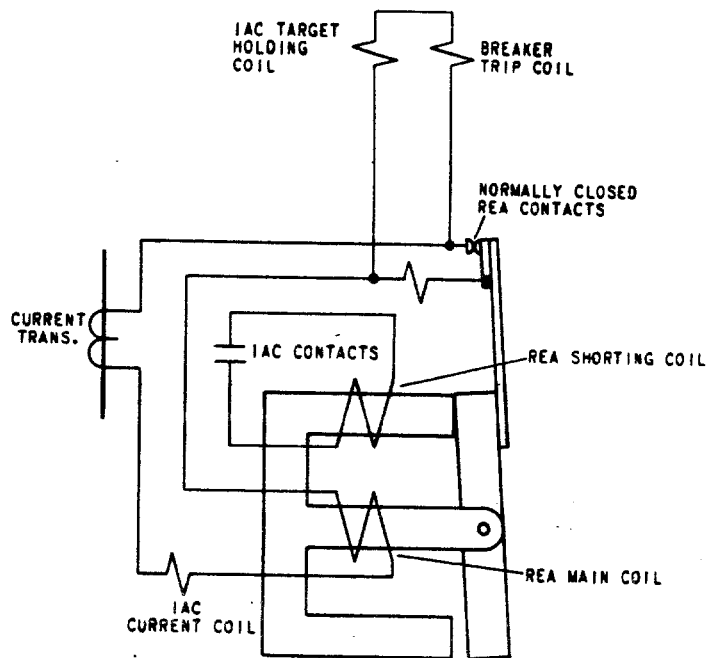 IAC TARGET
HOLDING
COIL
BREAKER
TRIP COIL
NORMALLY CLOSED
REA CONTACTS
CURRENT
TRANS.
IAC CONTACTS
REA SHORTING COIL
REA MAIN COIL
IAC
CURRENT COIL